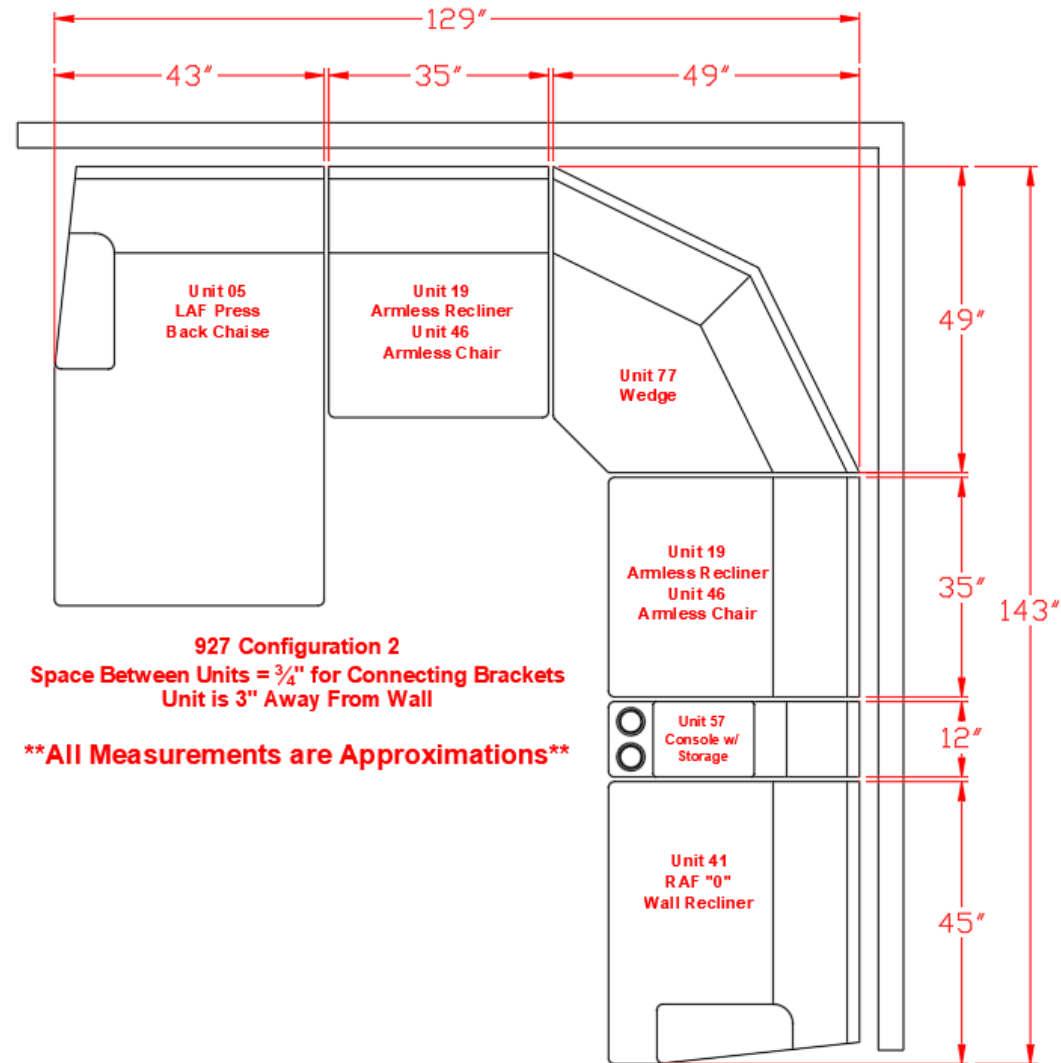 129″
43″ 35″ 49″
Unit 05
LAF Press
Back Chaise
Unit 19
Armless Recliner
Unit 46
Armless Chair
Unit 77
Wedge
49″
Unit 19
Armless Recliner
Unit 46
Armless Chair
35″
143″
927 Configuration 2
Space Between Units = ¾" for Connecting Brackets
Unit is 3" Away From Wall
**All Measurements are Approximations**
Unit 57
Console w/
Storage
12″
Unit 41
RAF "0"
Wall Recliner
45″